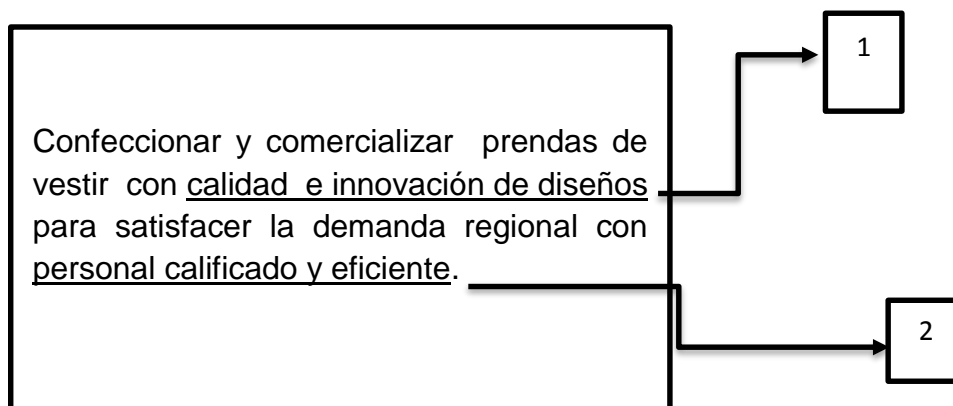 Confeccionar y comercializar prendas de
vestir con calidad e innovación de diseños
para satisfacer la demanda regional con
personal calificado y eficiente.
1
2